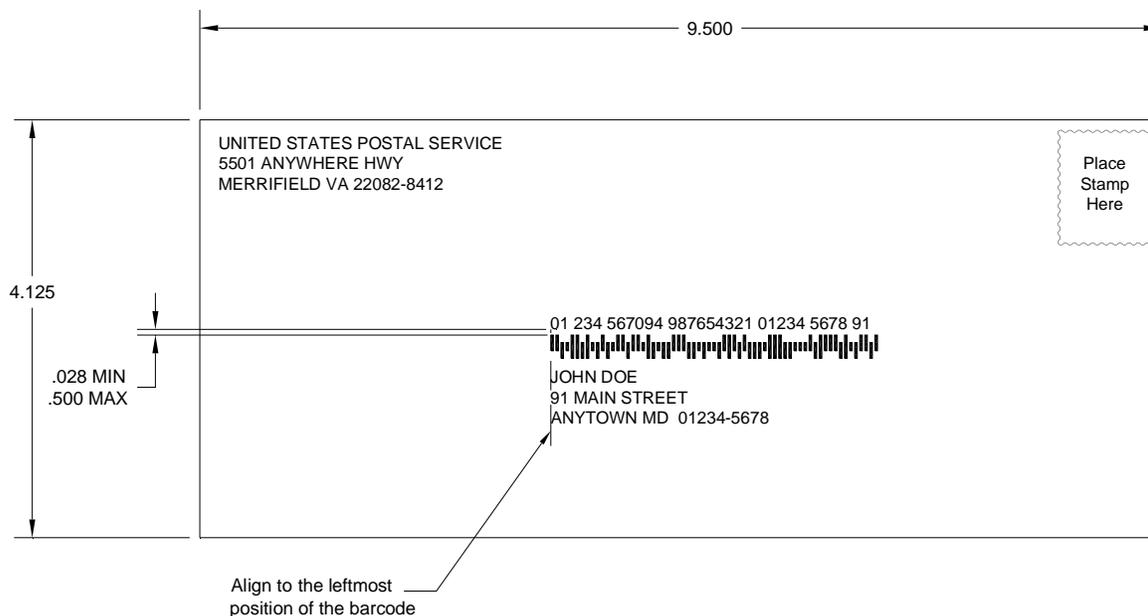 9.500
UNITED STATES POSTAL SERVICE
5501 ANYWHERE HWY
MERRIFIELD VA 22082-8412
Place
Stamp
Here
4.125
01 234 567094 987654321 01234 5678 91
.028 MIN
.500 MAX
JOHN DOE
91 MAIN STREET
ANYTOWN MD  01234-5678
Align to the leftmost
position of the barcode